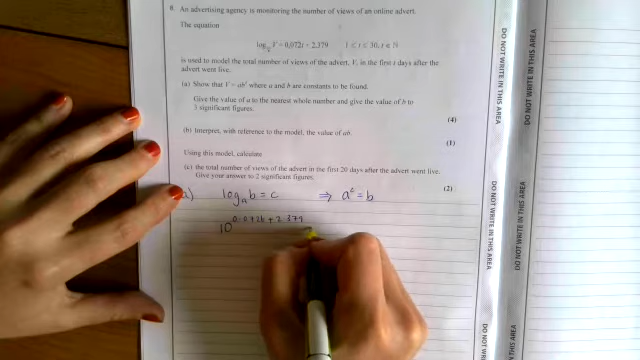 8. An advertising agency is monitoring the number of views of an online advert.
The equation
log₁₀ V = 0.072t + 2.379 1 ≤ t ≤ 30, t ∈ ℕ
is used to model the total number of views of the advert, V, in the first t days after the
advert went live.
(a) Show that V = abᵗ where a and b are constants to be found.
Give the value of a to the nearest whole number and give the value of b to
3 significant figures.
(4)
(b) Interpret, with reference to the model, the value of ab.
(1)
Using this model, calculate
(c) the total number of views of the advert in the first 20 days after the advert went live.
Give your answer to 2 significant figures.
(2)
a) logₐ b = c ⇒ aᶜ = b
10
DO NOT WRITE IN THIS AREA
DO NOT WRITE IN THIS AREA
DO NOT WRITE IN THIS AREA